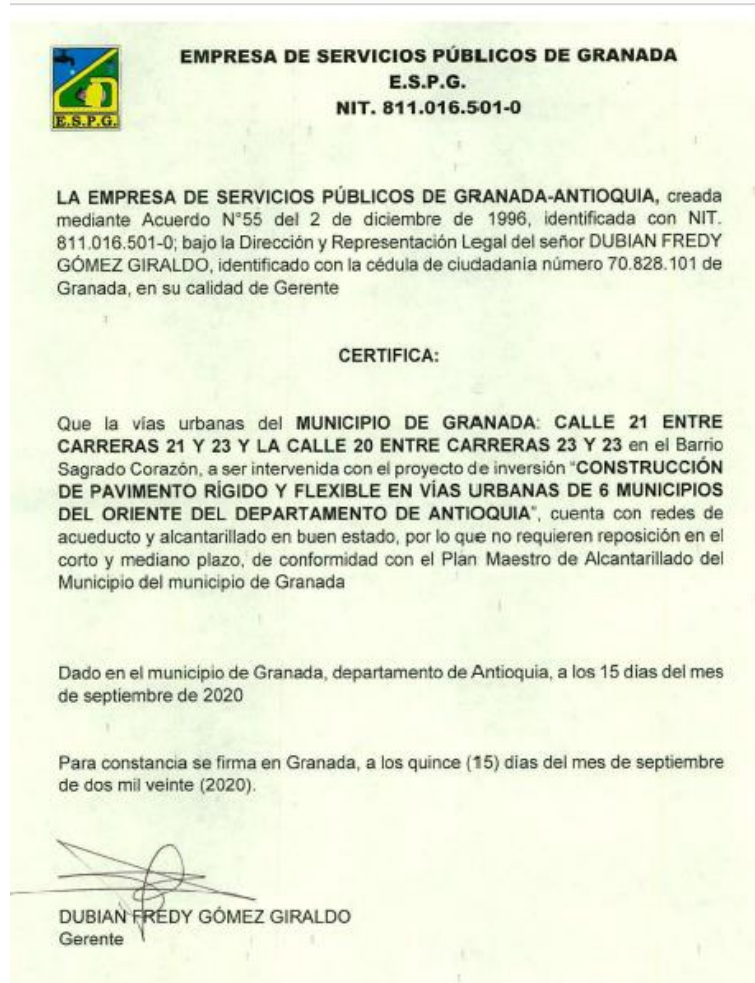 EMPRESA DE SERVICIOS PÚBLICOS DE GRANADA
E.S.P.G.
NIT. 811.016.501-0
E.S.P.G.
LA EMPRESA DE SERVICIOS PÚBLICOS DE GRANADA-ANTIOQUIA, creada
mediante Acuerdo N°55 del 2 de diciembre de 1996, identificada con NIT.
811.016.501-0; bajo la Dirección y Representación Legal del señor DUBIAN FREDY
GÓMEZ GIRALDO, identificado con la cédula de ciudadanía número 70.828.101 de
Granada, en su calidad de Gerente
CERTIFICA:
Que la vías urbanas del MUNICIPIO DE GRANADA: CALLE 21 ENTRE
CARRERAS 21 Y 23 Y LA CALLE 20 ENTRE CARRERAS 23 Y 23 en el Barrio
Sagrado Corazón, a ser intervenida con el proyecto de inversión “CONSTRUCCIÓN
DE PAVIMENTO RÍGIDO Y FLEXIBLE EN VÍAS URBANAS DE 6 MUNICIPIOS
DEL ORIENTE DEL DEPARTAMENTO DE ANTIOQUIA”, cuenta con redes de
acueducto y alcantarillado en buen estado, por lo que no requieren reposición en el
corto y mediano plazo, de conformidad con el Plan Maestro de Alcantarillado del
Municipio del municipio de Granada
Dado en el municipio de Granada, departamento de Antioquia, a los 15 días del mes
de septiembre de 2020
Para constancia se firma en Granada, a los quince (15) días del mes de septiembre
de dos mil veinte (2020).
DUBIAN FREDY GÓMEZ GIRALDO
Gerente